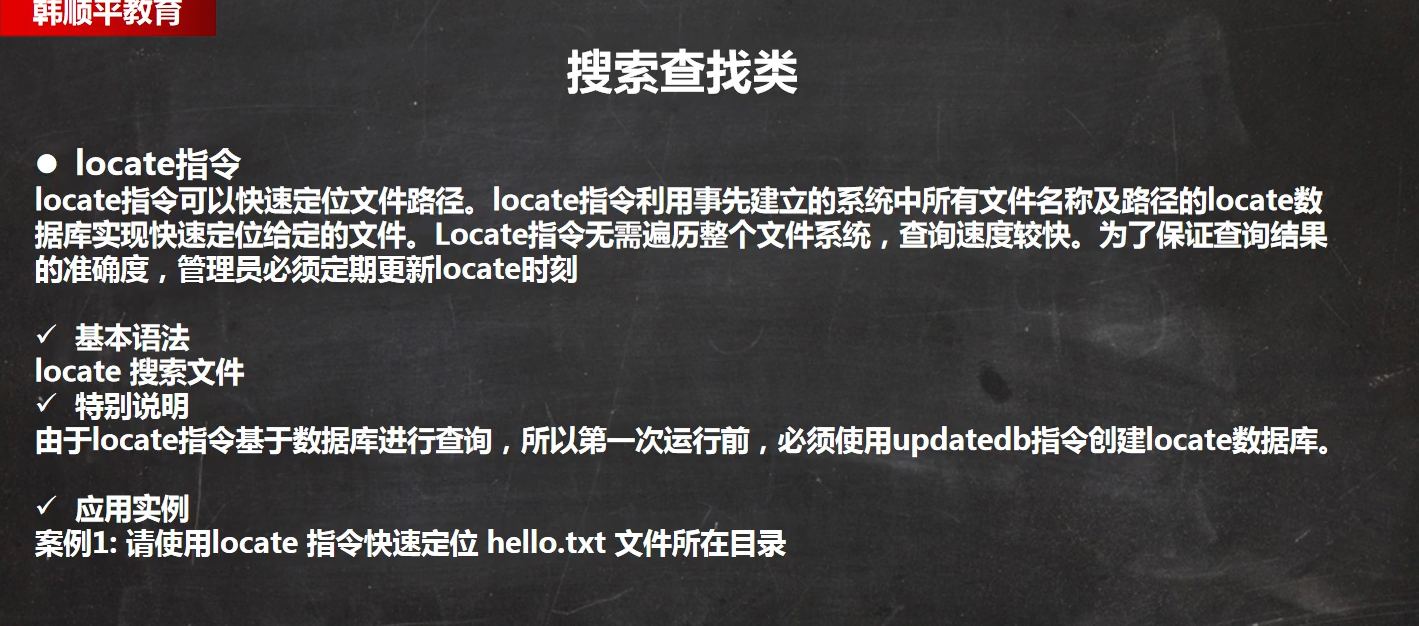 韩顺平教育
搜索查找类
● locate指令
locate指令可以快速定位文件路径。locate指令利用事先建立的系统中所有文件名称及路径的locate数
据库实现快速定位给定的文件。Locate指令无需遍历整个文件系统，查询速度较快。为了保证查询结果
的准确度，管理员必须定期更新locate时刻
✓ 基本语法
locate 搜索文件
✓ 特别说明
由于locate指令基于数据库进行查询，所以第一次运行前，必须使用updatedb指令创建locate数据库。
✓ 应用实例
案例1: 请使用locate 指令快速定位 hello.txt 文件所在目录